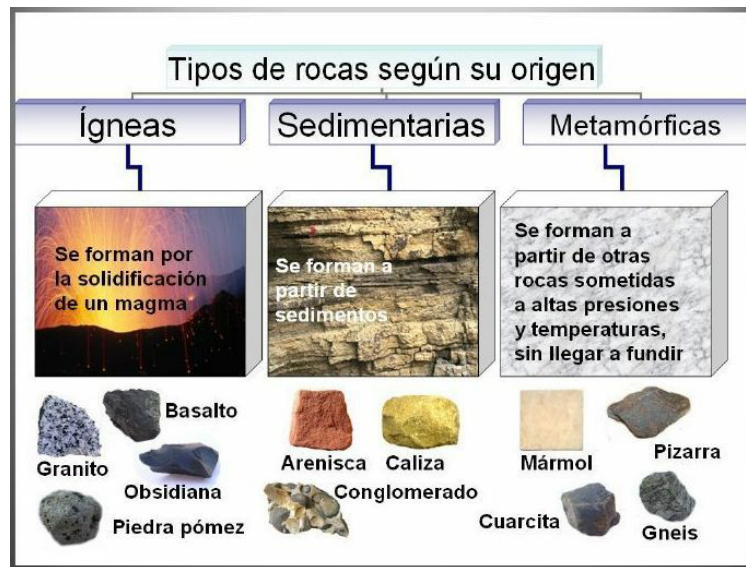 Tipos de rocas según su origen
Ígneas
Sedimentarias
Metamórficas
Se forman por
la solidificación
de un magma
Se forman a
partir de
sedimentos
Se forman a
partir de otras
rocas sometidas
a altas presiones
y temperaturas,
sin llegar a fundir
Granito
Basalto
Obsidiana
Piedra pómez
Arenisca
Caliza
Conglomerado
Mármol
Pizarra
Cuarcita
Gneis